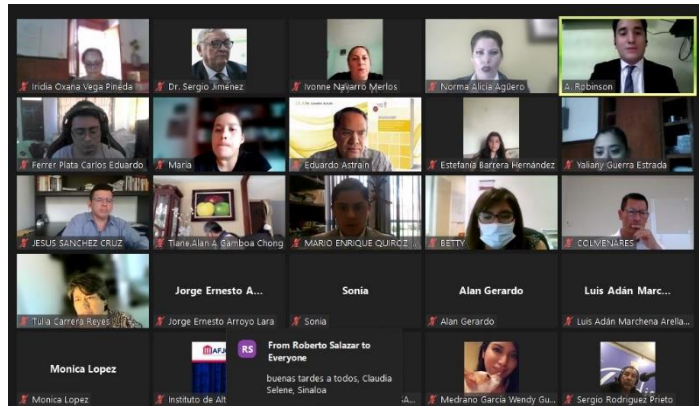 Iridia Oxana Vega Pineda
Dr. Sergio Jiménez
Ivonne Navarro Merlos
Norma Alicia Agüero
A. Robinson
Ferrer Plata Carlos Eduardo
Maria
Eduardo Astrain
Estefanía Barrera Hernández
Yaliany Guerra Estrada
JESUS SANCHEZ CRUZ
Tlane.Alan A Gamboa Chong
MARIO ENRIQUE QUIROZ ...
BETTY
COLMENARES
Tulia Carrera Reyes
Jorge Ernesto A...
Jorge Ernesto Arroyo Lara
Sonia
Sonia
Alan Gerardo
Alan Gerardo
Luis Adán Marc...
Luis Adán Marchena Arella...
Monica Lopez
Monica Lopez
AFJ
Instituto de Alt
RS
From Roberto Salazar to
Everyone
buenas tardes a todos, Claudia
Selene, Sinaloa
Medrano García Wendy Gu...
Sergio Rodriguez Prieto